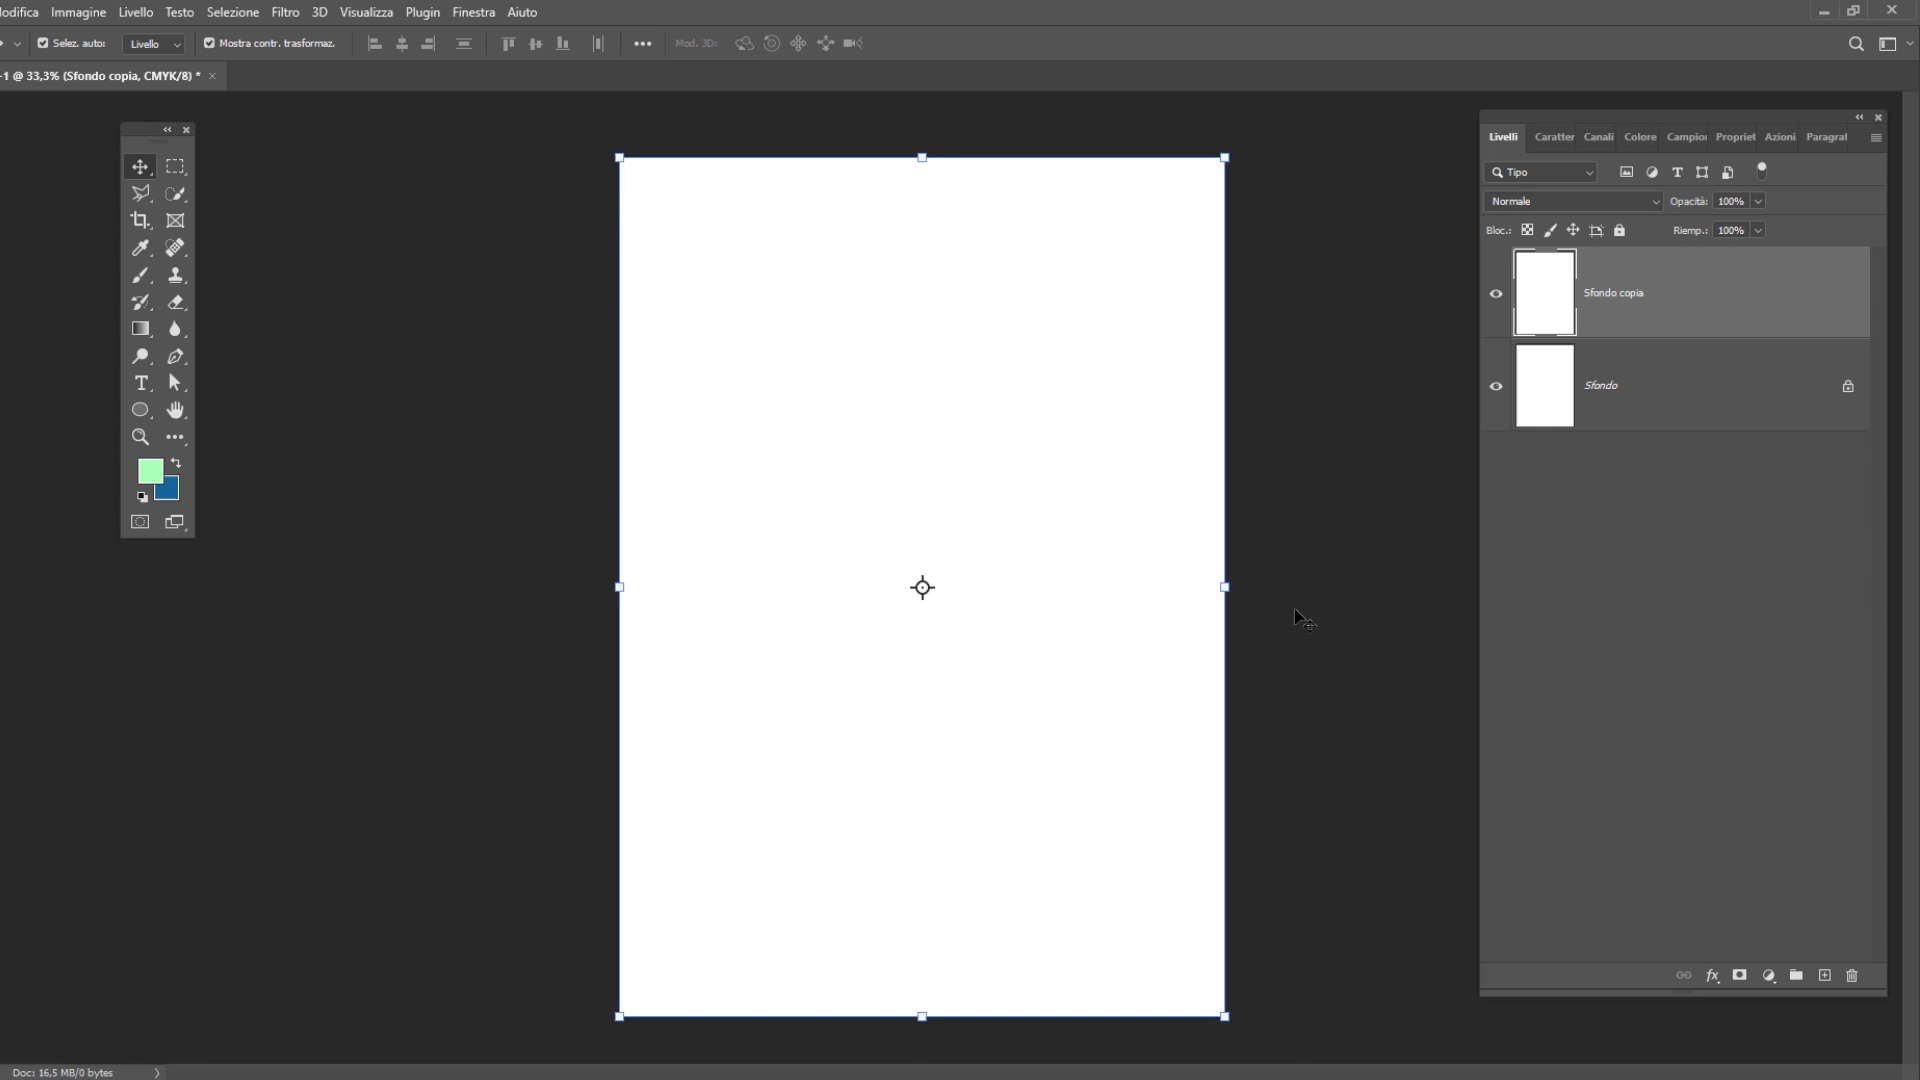 Modifica Immagine Livello Testo Selezione Filtro 3D Visualizza Plugin Finestra Aiuto
Selez. auto: Livello Mostra contr. trasformaz. Mod. 3D:
-1 @ 33,3% (Sfondo copia, CMYK/8) *
Livelli Caratter Canali Colore Campior Propriet Azioni Paragraf
Tipo
Normale Opacità: 100%
Bloc.: Riemp.: 100%
Sfondo copia
Sfondo
Doc: 16,5 MB/0 bytes